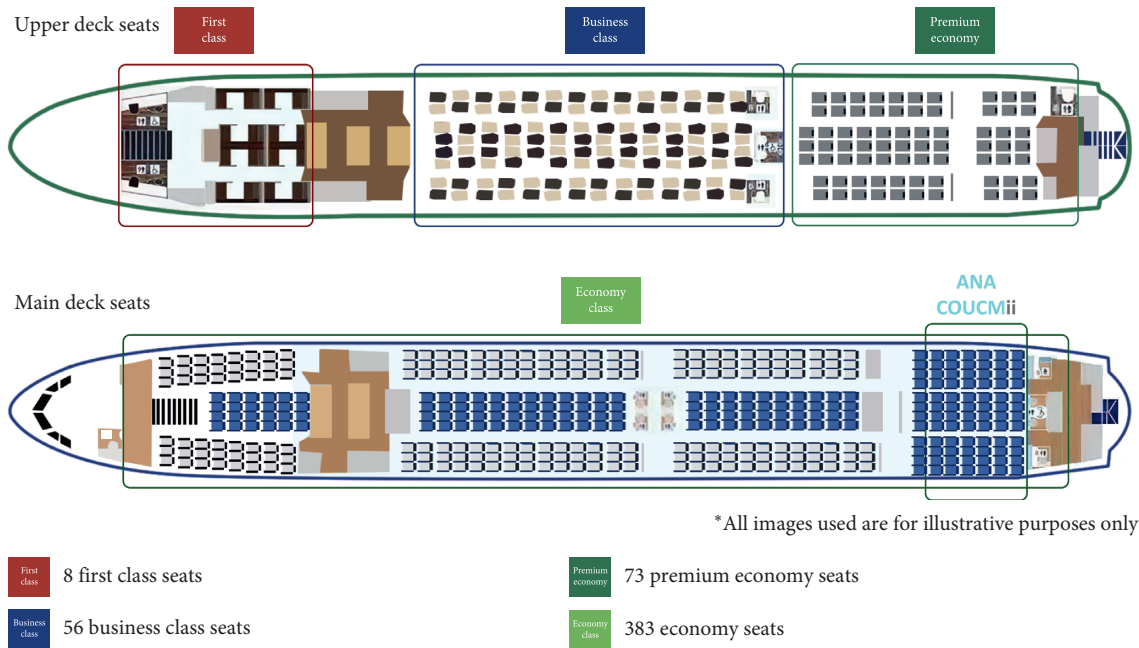 Upper deck seats
First
class
Business
class
Premium
economy
Main deck seats
Economy
class
ANA
COUCMii
*All images used are for illustrative purposes only
First
class
8 first class seats
Premium
economy
73 premium economy seats
Business
class
56 business class seats
Economy
class
383 economy seats